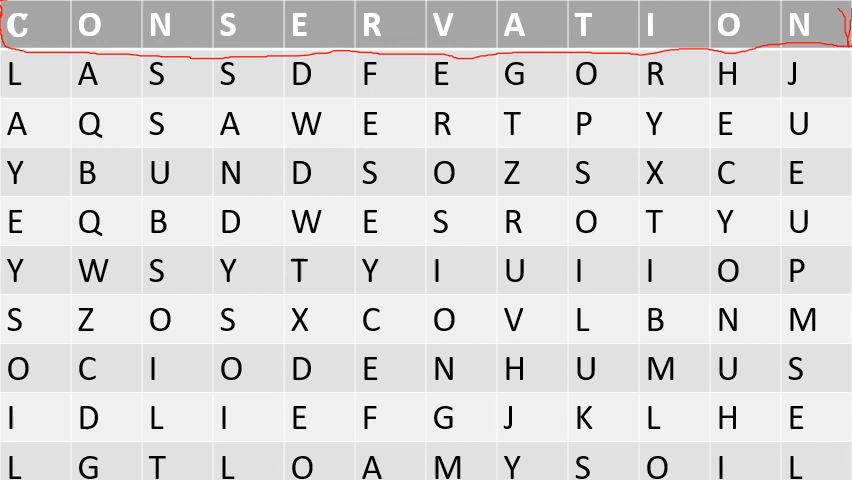 C O N S E R V A T I O N
L A S S D F E G O R H J
A Q S A W E R T P Y E U
Y B U N D S O Z S X C E
E Q B D W E S R O T Y U
Y W S Y T Y I U I I O P
S Z O S X C O V L B N M
O C I O D E N H U M U S
I D L I E F G J K L H E
L G T L O A M Y S O I L